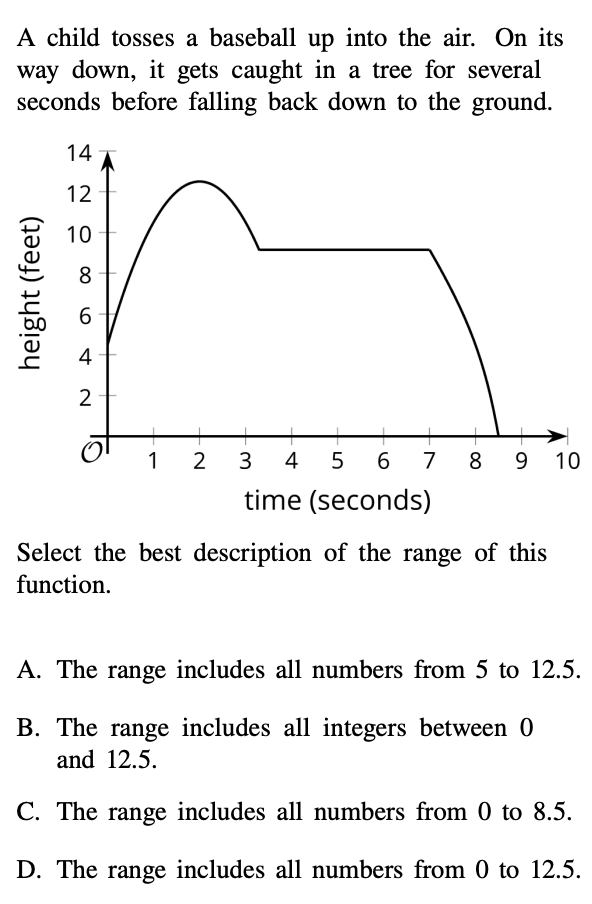 A child tosses a baseball up into the air. On its
way down, it gets caught in a tree for several
seconds before falling back down to the ground.
14
12
10
8
6
4
2
height (feet)
O
1 2 3 4 5 6 7 8 9 10
time (seconds)
Select the best description of the range of this
function.
A. The range includes all numbers from 5 to 12.5.
B. The range includes all integers between 0
and 12.5.
C. The range includes all numbers from 0 to 8.5.
D. The range includes all numbers from 0 to 12.5.